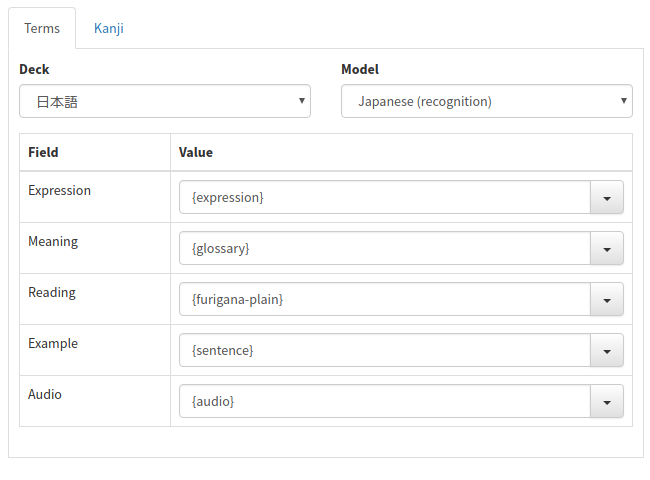 Terms Kanji
Deck Model
日本語 Japanese (recognition)
Field Value
Expression {expression}
Meaning {glossary}
Reading {furigana-plain}
Example {sentence}
Audio {audio}